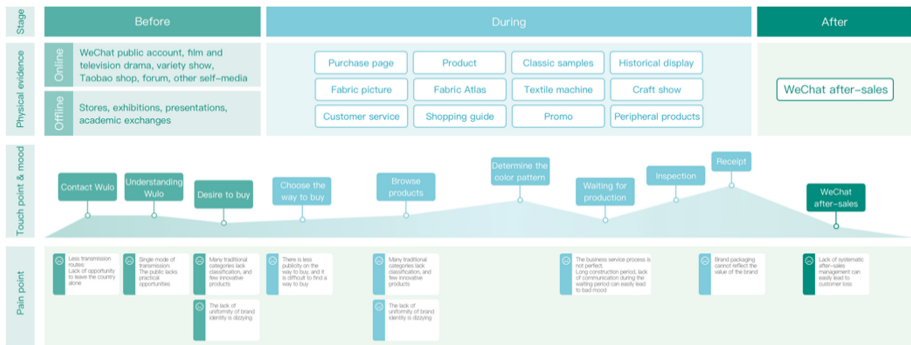 Stage
Before
During
After
Physical evidence
Online
WeChat public account, film and
television drama, variety show,
Taobao shop, forum, other self-media
Offline
Stores, exhibitions, presentations,
academic exchanges
Purchase page
Product
Classic samples
Historical display
Fabric picture
Fabric Atlas
Textile machine
Craft show
Customer service
Shopping guide
Promo
Peripheral products
WeChat after-sales
Touch point & mood
Contact Wulo
Understanding
Wulo
Desire to buy
Choose the
way to buy
Browse
products
Determine the
color pattern
Waiting for
production
Inspection
Receipt
WeChat
after-sales
Pain point
Less transmission
routes:
Lack of opportunity
to leave the country
alone
Single mode of
transmission:
The public lacks
practical
opportunities
Many traditional
categories lack
classification, and
few innovative
products
The lack of
uniformity of brand
identity is dizzying
There is less
publicity on the
way to buy, and it
is difficult to find a
way to buy
Many traditional
categories lack
classification, and
few innovative
products
The lack of
uniformity of brand
identity is dizzying
The business service process is
not perfect.
Long construction period, lack
of communication during the
waiting period can easily lead
to bad mood
Brand packaging
cannot reflect the
value of the brand
Lack of systematic
after-sales
management can
easily lead to
customer loss